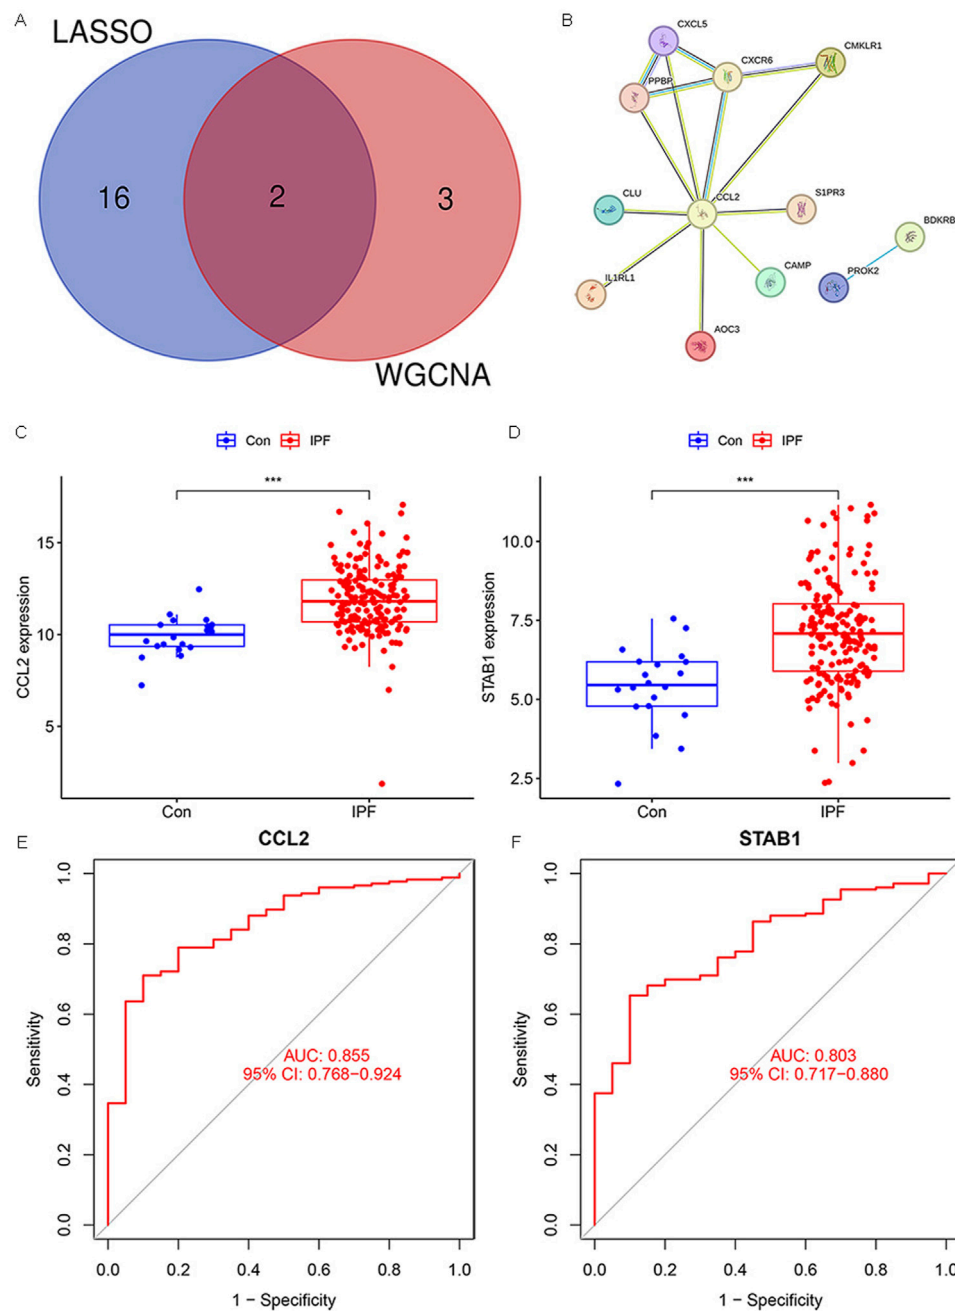 A
LASSO
16
2
3
WGCNA
B
CXCL5
CXCR6
CMKLR1
PPBP
CLU
CCL2
S1PR3
BDKRB
IL1RL1
CAMP
PROK2
AOC3
C
Con IPF
***
CCL2 expression
15
10
5
Con IPF
D
Con IPF
***
STAB1 expression
10.0
7.5
5.0
2.5
Con IPF
E
CCL2
Sensitivity
1.0
0.8
0.6
0.4
0.2
0.0
AUC: 0.855
95% CI: 0.768−0.924
0.0 0.2 0.4 0.6 0.8 1.0
1 − Specificity
F
STAB1
Sensitivity
1.0
0.8
0.6
0.4
0.2
0.0
AUC: 0.803
95% CI: 0.717−0.880
0.0 0.2 0.4 0.6 0.8 1.0
1 − Specificity